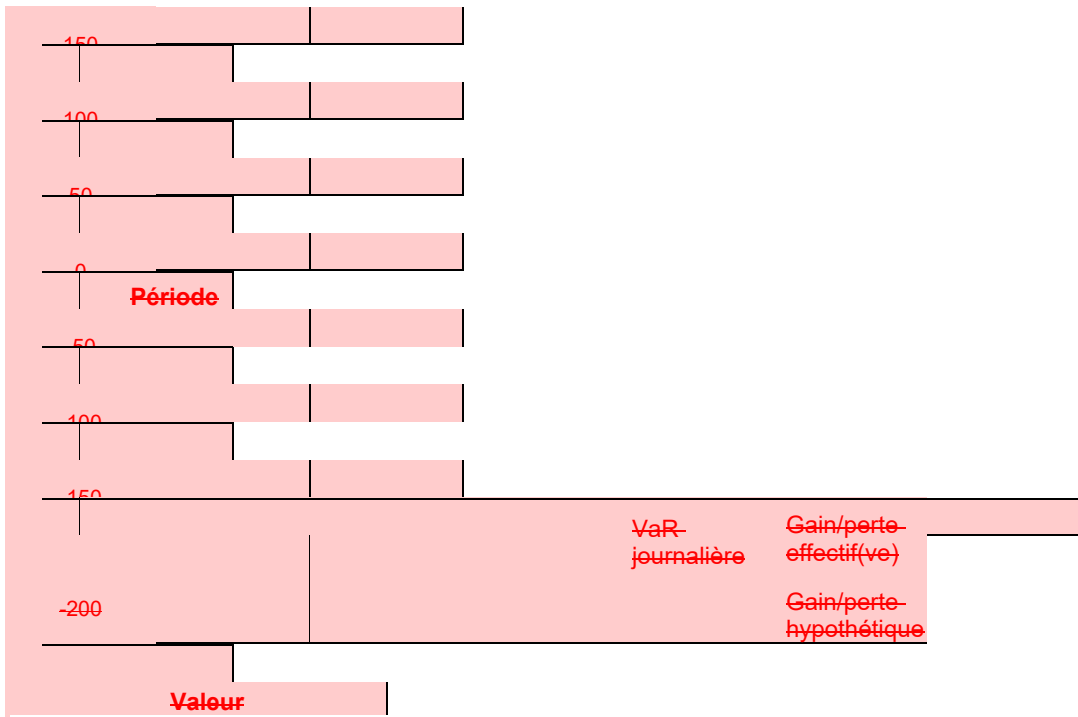 150
100
50
0
Période
50
100
150
VaR
journalière
Gain/perte
effectif(ve)
-200
Gain/perte
hypothétique
Valeur